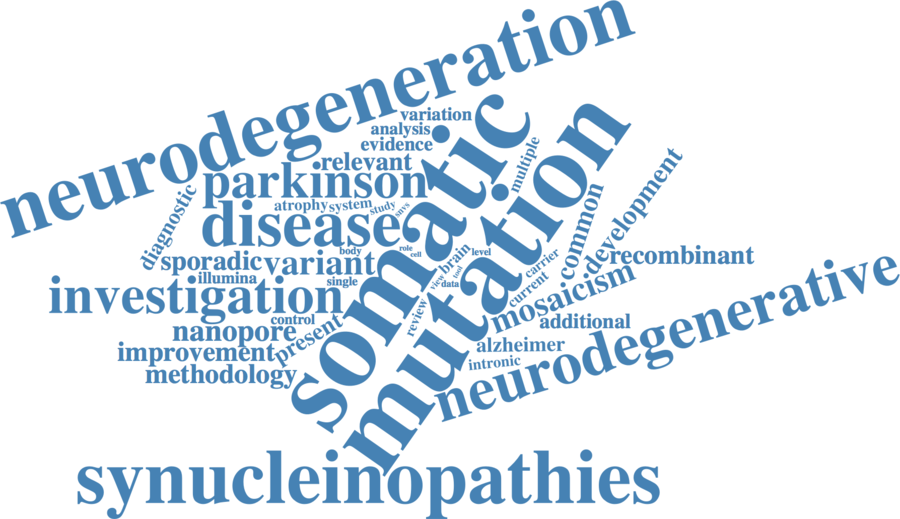 neurodegeneration
somatic
mutation
variation
analysis
evidence
relevant
parkinson
multiple
diagnostic
atrophy
system
study
snvs
disease
role
cell
body
level
brain
tool
view
data
common
development
sporadic
variant
illumina
single
carrier
current
recombinant
investigation
mosaicism
neurodegenerative
review
control
nanopore
present
additional
improvement
alzheimer
methodology
intronic
synucleinopathies